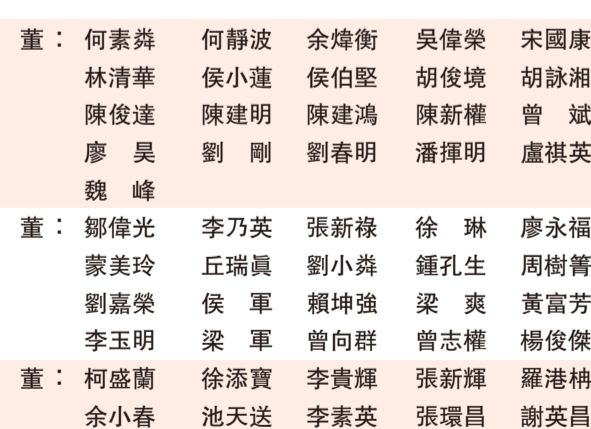 董： 何素粦 何靜波 余煒衡 吳偉榮 宋國康
林清華 侯小蓮 侯伯堅 胡俊境 胡詠湘
陳俊達 陳建明 陳建鴻 陳新權 曾　斌
廖　昊 劉　剛 劉春明 潘揮明 盧祺英
魏　峰
董： 鄒偉光 李乃英 張新祿 徐　琳 廖永福
蒙美玲 丘瑞眞 劉小粦 鍾孔生 周樹箐
劉嘉榮 侯　軍 賴坤強 梁　爽 黃富芳
李玉明 梁　軍 曾向群 曾志權 楊俊傑
董： 柯盛蘭 徐添寶 李貴輝 張新輝 羅港柟
余小春 池天送 李素英 張環昌 謝英昌